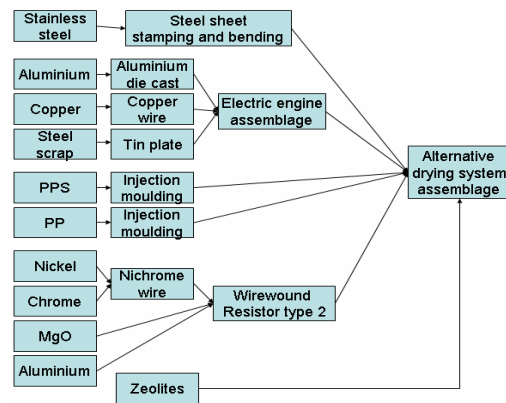 Stainless
steel
Steel sheet
stamping and bending
Aluminium
Aluminium
die cast
Copper
Copper
wire
Electric engine
assemblage
Steel
scrap
Tin plate
Alternative
drying system
assemblage
PPS
Injection
moulding
PP
Injection
moulding
Nickel
Nichrome
wire
Chrome
Wirewound
Resistor type 2
MgO
Aluminium
Zeolites